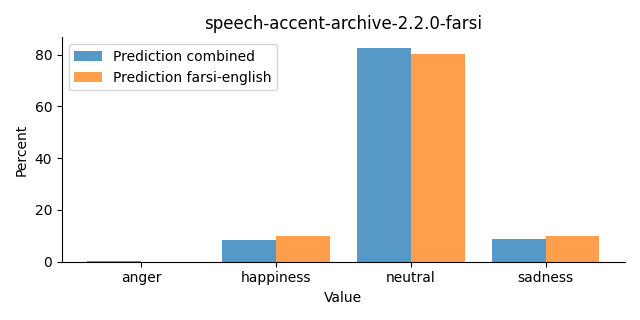 speech-accent-archive-2.2.0-farsi
Prediction combined
Prediction farsi-english
Percent
80
60
40
20
0
anger happiness neutral sadness
Value